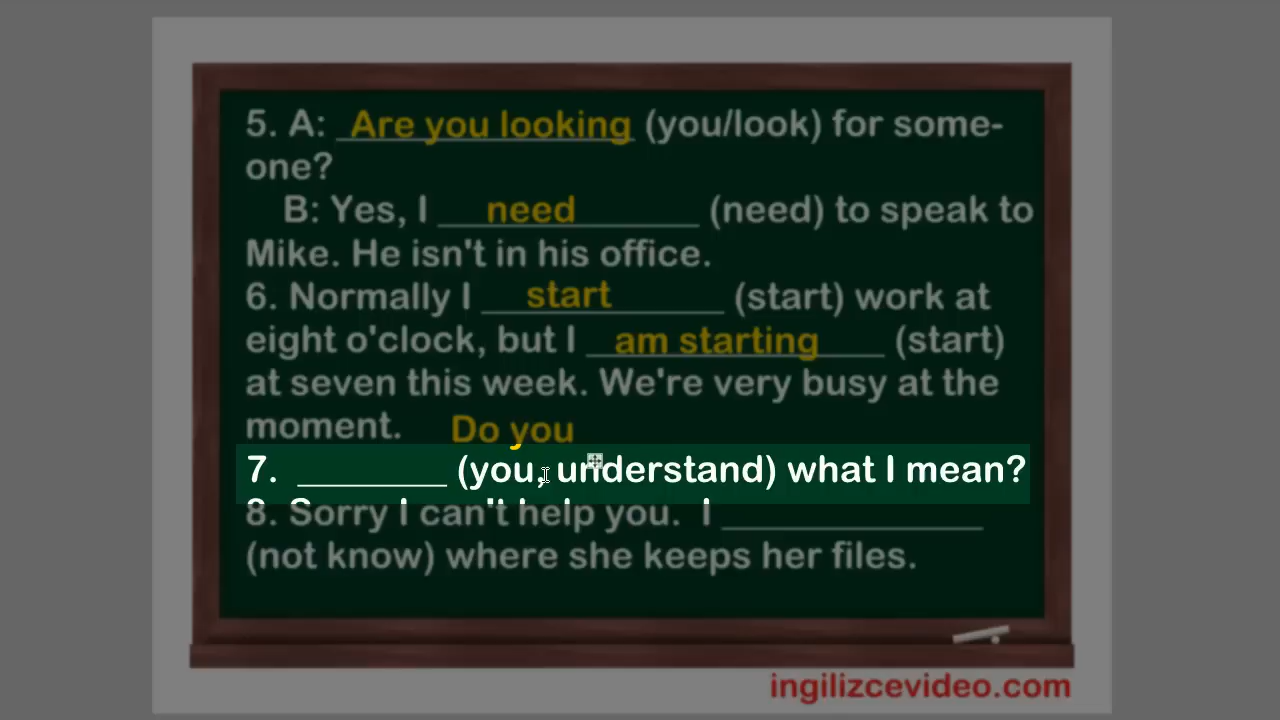 5. A: Are you looking (you/look) for some-
one?
B: Yes, I need (need) to speak to
Mike. He isn't in his office.
6. Normally I start (start) work at
eight o'clock, but I am starting (start)
at seven this week. We're very busy at the
moment. Do you
7. _________ (you, understand) what I mean?
8. Sorry I can't help you. I ________________
(not know) where she keeps her files.
ingilizcevideo.com